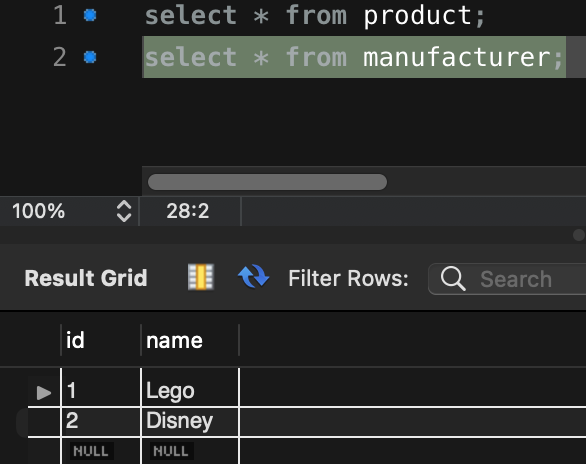 1 select * from product;
2 select * from manufacturer;
100% 28:2
Result Grid Filter Rows: Search
id name
1 Lego
2 Disney
NULL NULL